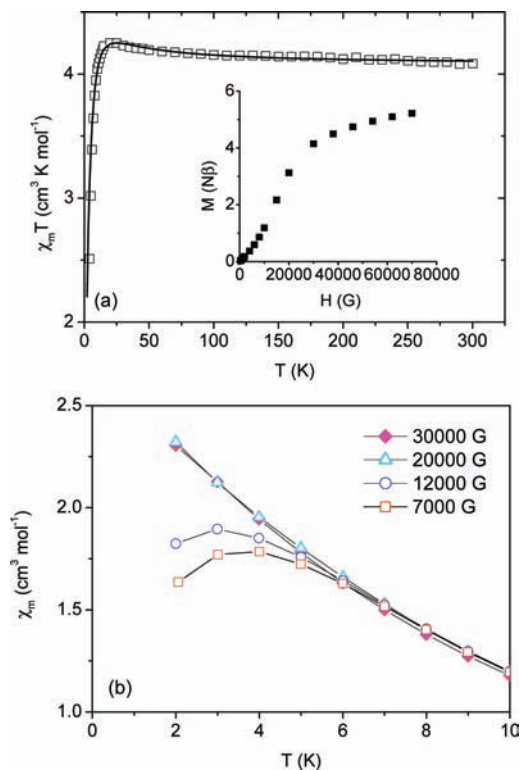 (a)
χₘT (cm³ K mol⁻¹)
4
3
2
0 50 100 150 200 250 300
T (K)
M (Nβ)
6
4
2
0
0 20000 40000 60000 80000
H (G)
(b)
χₘ (cm³ mol⁻¹)
2.5
2.0
1.5
1.0
30000 G
20000 G
12000 G
7000 G
0 2 4 6 8 10
T (K)